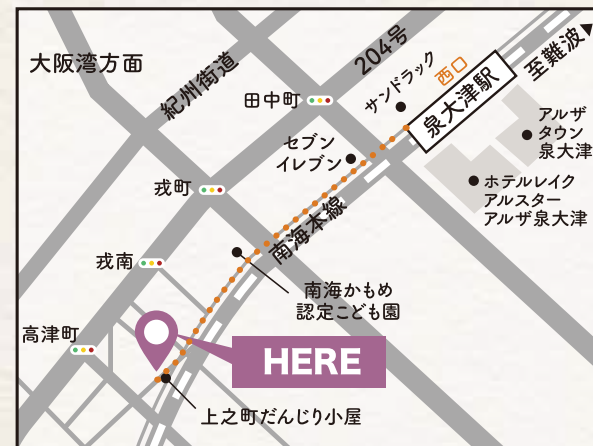 大阪湾方面
紀州街道
204号
至難波
サンドラッグ
西口
泉大津駅
田中町
アルザ
タウン
泉大津
セブン
イレブン
ホテルレイク
アルスター
アルザ泉大津
戎町
南海本線
戎南
南海かもめ
認定こども園
高津町
HERE
上之町だんじり小屋